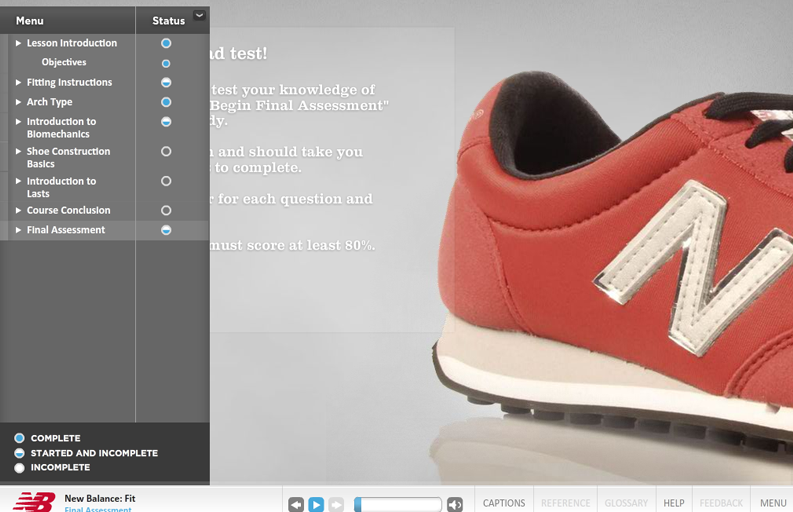 Menu
Status
Lesson Introduction
Objectives
Fitting Instructions
Arch Type
Introduction to
Biomechanics
Shoe Construction
Basics
Introduction to
Lasts
Course Conclusion
Final Assessment
COMPLETE
STARTED AND INCOMPLETE
INCOMPLETE
test!
test your knowledge of
Begin Final Assessment"
and should take you
to complete.
for each question and
must score at least 80%.
N
New Balance: Fit
Final Assessment
CAPTIONS
REFERENCE
GLOSSARY
HELP
FEEDBACK
MENU